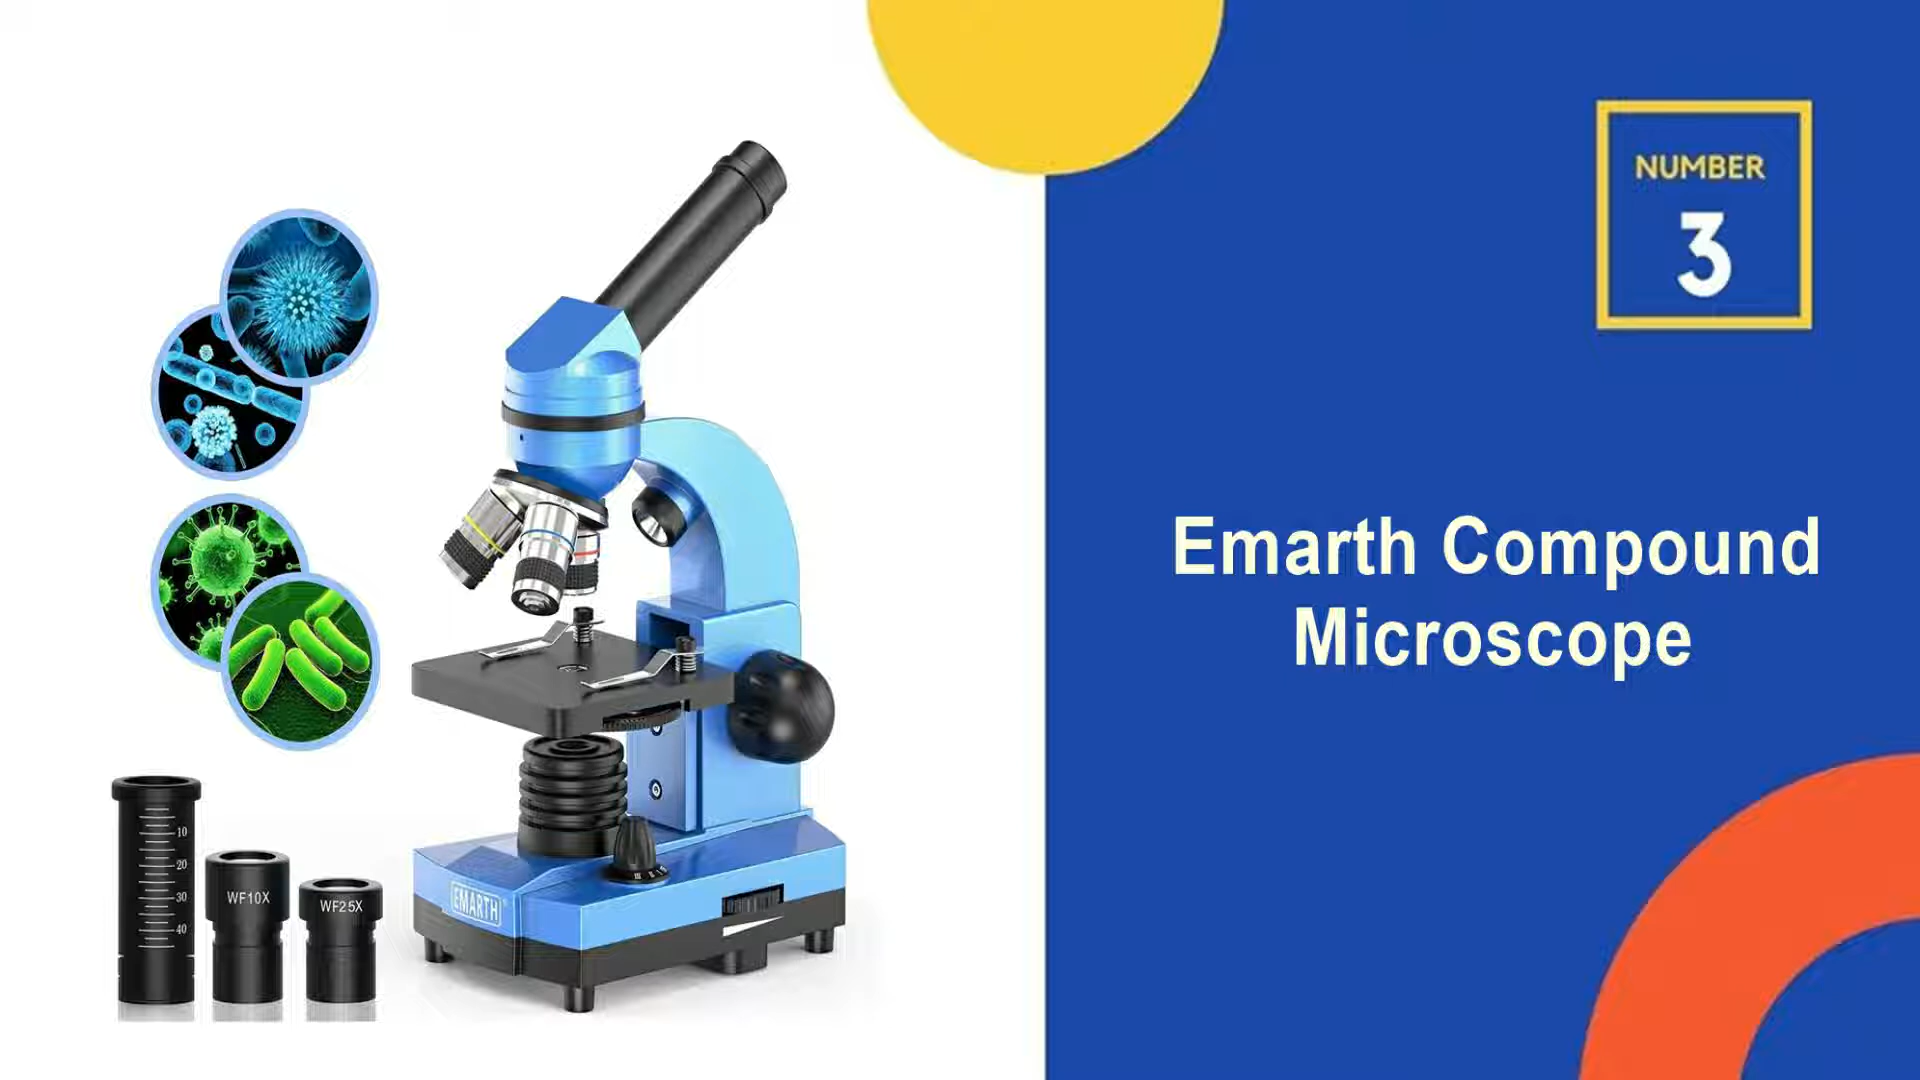 NUMBER
3
Emarth Compound
Microscope
10
20
30
40
WF10X
WF25X
EMARTH